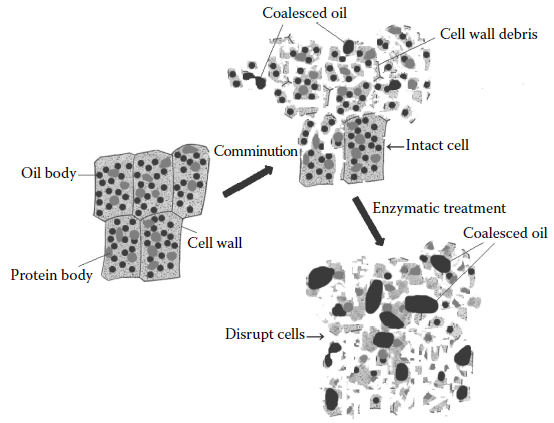 Coalesced oil
Cell wall debris
Comminution
Intact cell
Oil body
Enzymatic treatment
Coalesced oil
Cell wall
Protein body
Disrupt cells